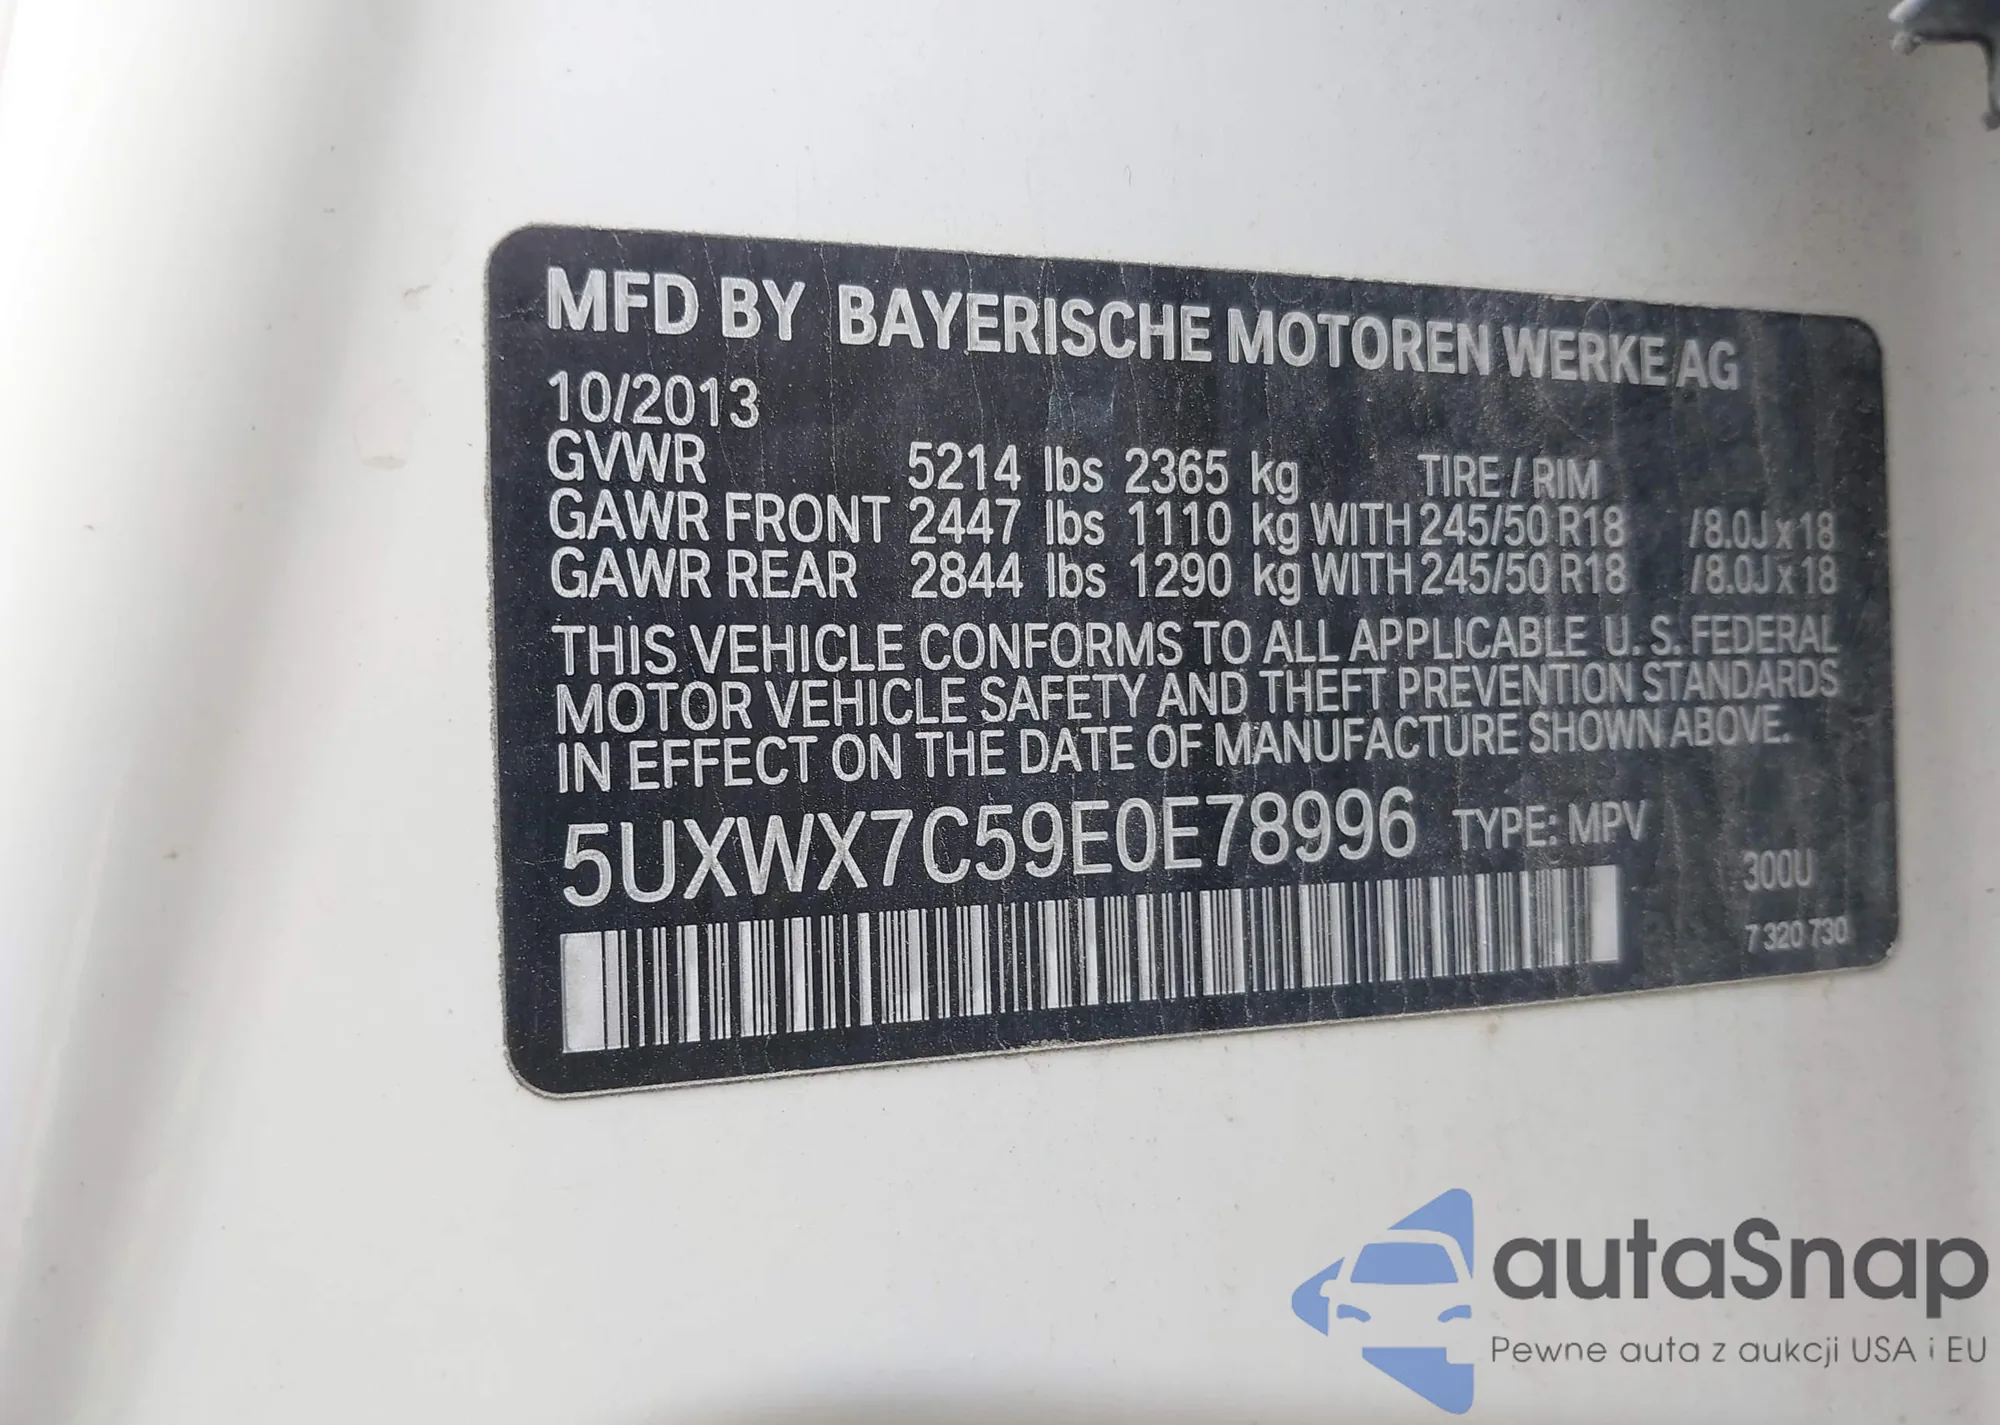 MFD BY BAYERISCHE MOTOREN WERKE AG
10/2013
GVWR 5214 lbs 2365 kg TIRE / RIM
GAWR FRONT 2447 lbs 1110 kg WITH 245/50 R18 /8.0J x 18
GAWR REAR 2844 lbs 1290 kg WITH 245/50 R18 /8.0J x 18
THIS VEHICLE CONFORMS TO ALL APPLICABLE U. S. FEDERAL
MOTOR VEHICLE SAFETY AND THEFT PREVENTION STANDARDS
IN EFFECT ON THE DATE OF MANUFACTURE SHOWN ABOVE.
5UXWX7C59E0E78996 TYPE: MPV
300U
7 320 730
autaSnap
Pewne auta z aukcji USA i EU